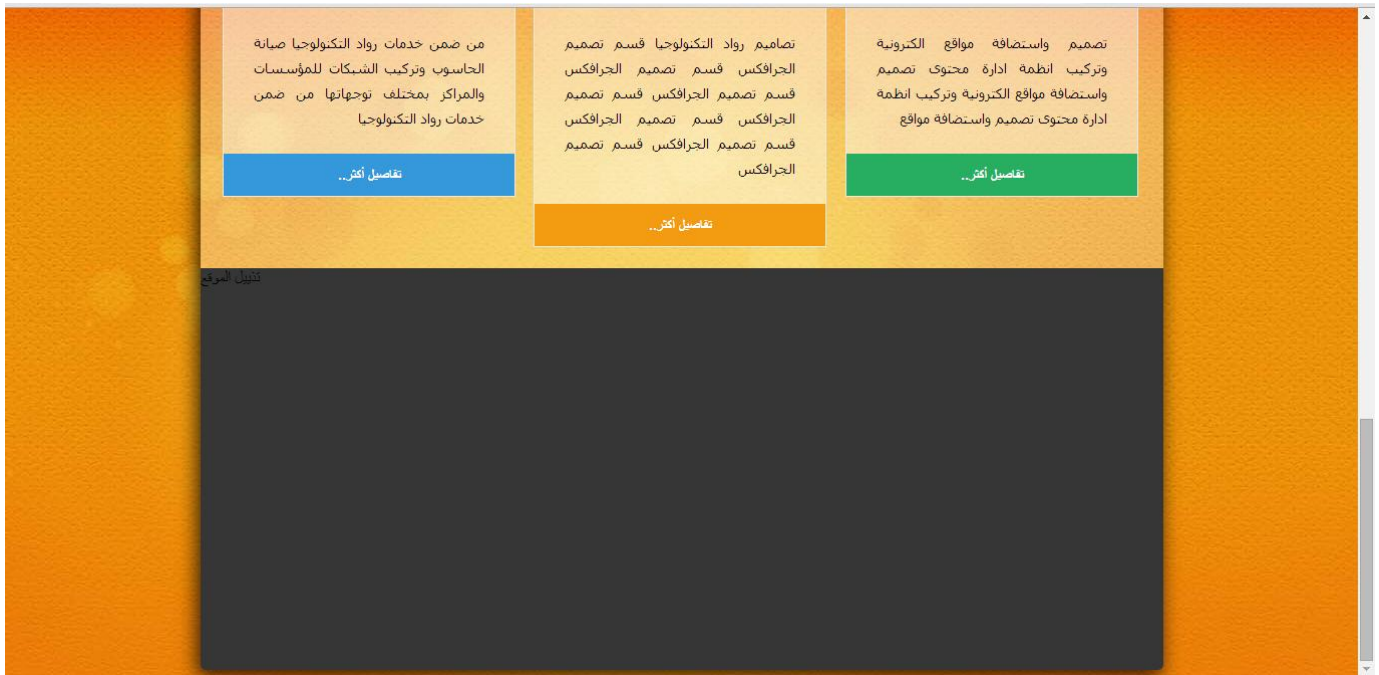 تصميم واستضافة مواقع الكترونية
وتركيب انظمة ادارة محتوى تصميم
واستضافة مواقع الكترونية وتركيب انظمة
ادارة محتوى تصميم واستضافة مواقع
تفاصيل أكثر..
تصاميم رواد التكنولوجيا قسم تصميم
الجرافكس قسم تصميم الجرافكس
قسم تصميم الجرافكس قسم تصميم
الجرافكس قسم تصميم الجرافكس
قسم تصميم الجرافكس قسم تصميم
الجرافكس
تفاصيل أكثر..
من ضمن خدمات رواد التكنولوجيا صيانة
الحاسوب وتركيب الشبكات للمؤسسات
والمراكز بمختلف توجهاتها من ضمن
خدمات رواد التكنولوجيا
تفاصيل أكثر..
تذييل الموقع